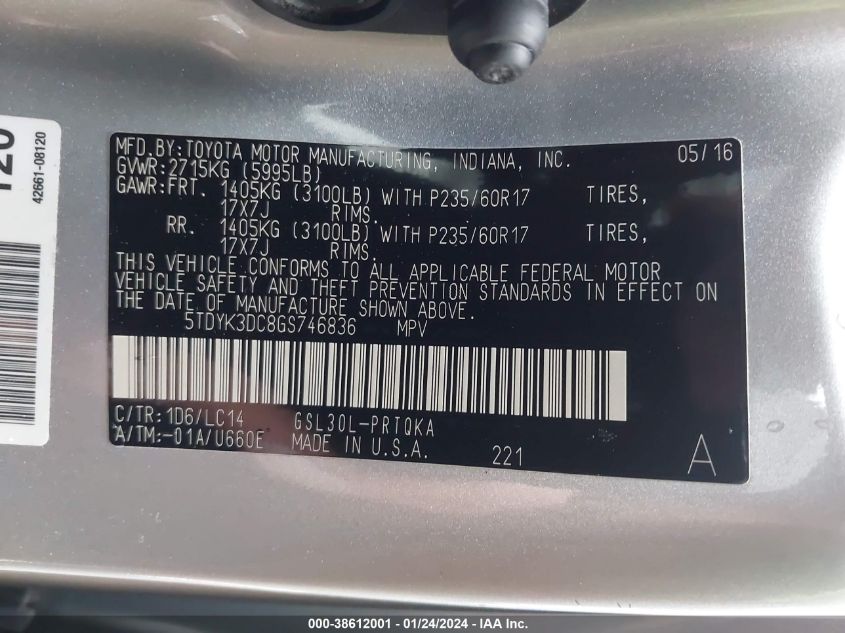 120
42661-08120
MFD.BY:TOYOTA MOTOR MANUFACTURING, INDIANA, INC. 05/16
GVWR:2715KG (5995LB)
GAWR:FRT. 1405KG (3100LB) WITH P235/60R17 TIRES,
17X7J RIMS.
RR. 1405KG (3100LB) WITH P235/60R17 TIRES,
17X7J RIMS.
THIS VEHICLE CONFORMS TO ALL APPLICABLE FEDERAL MOTOR
VEHICLE SAFETY AND THEFT PREVENTION STANDARDS IN EFFECT ON
THE DATE OF MANUFACTURE SHOWN ABOVE.
5TDYK3DC8GS746836 MPV
C/TR:1D6/LC14 GSL30L-PRTQKA
A/TM:-01A/U660E MADE IN U.S.A. 221 A
000-38612001 - 01/24/2024 - IAA Inc.